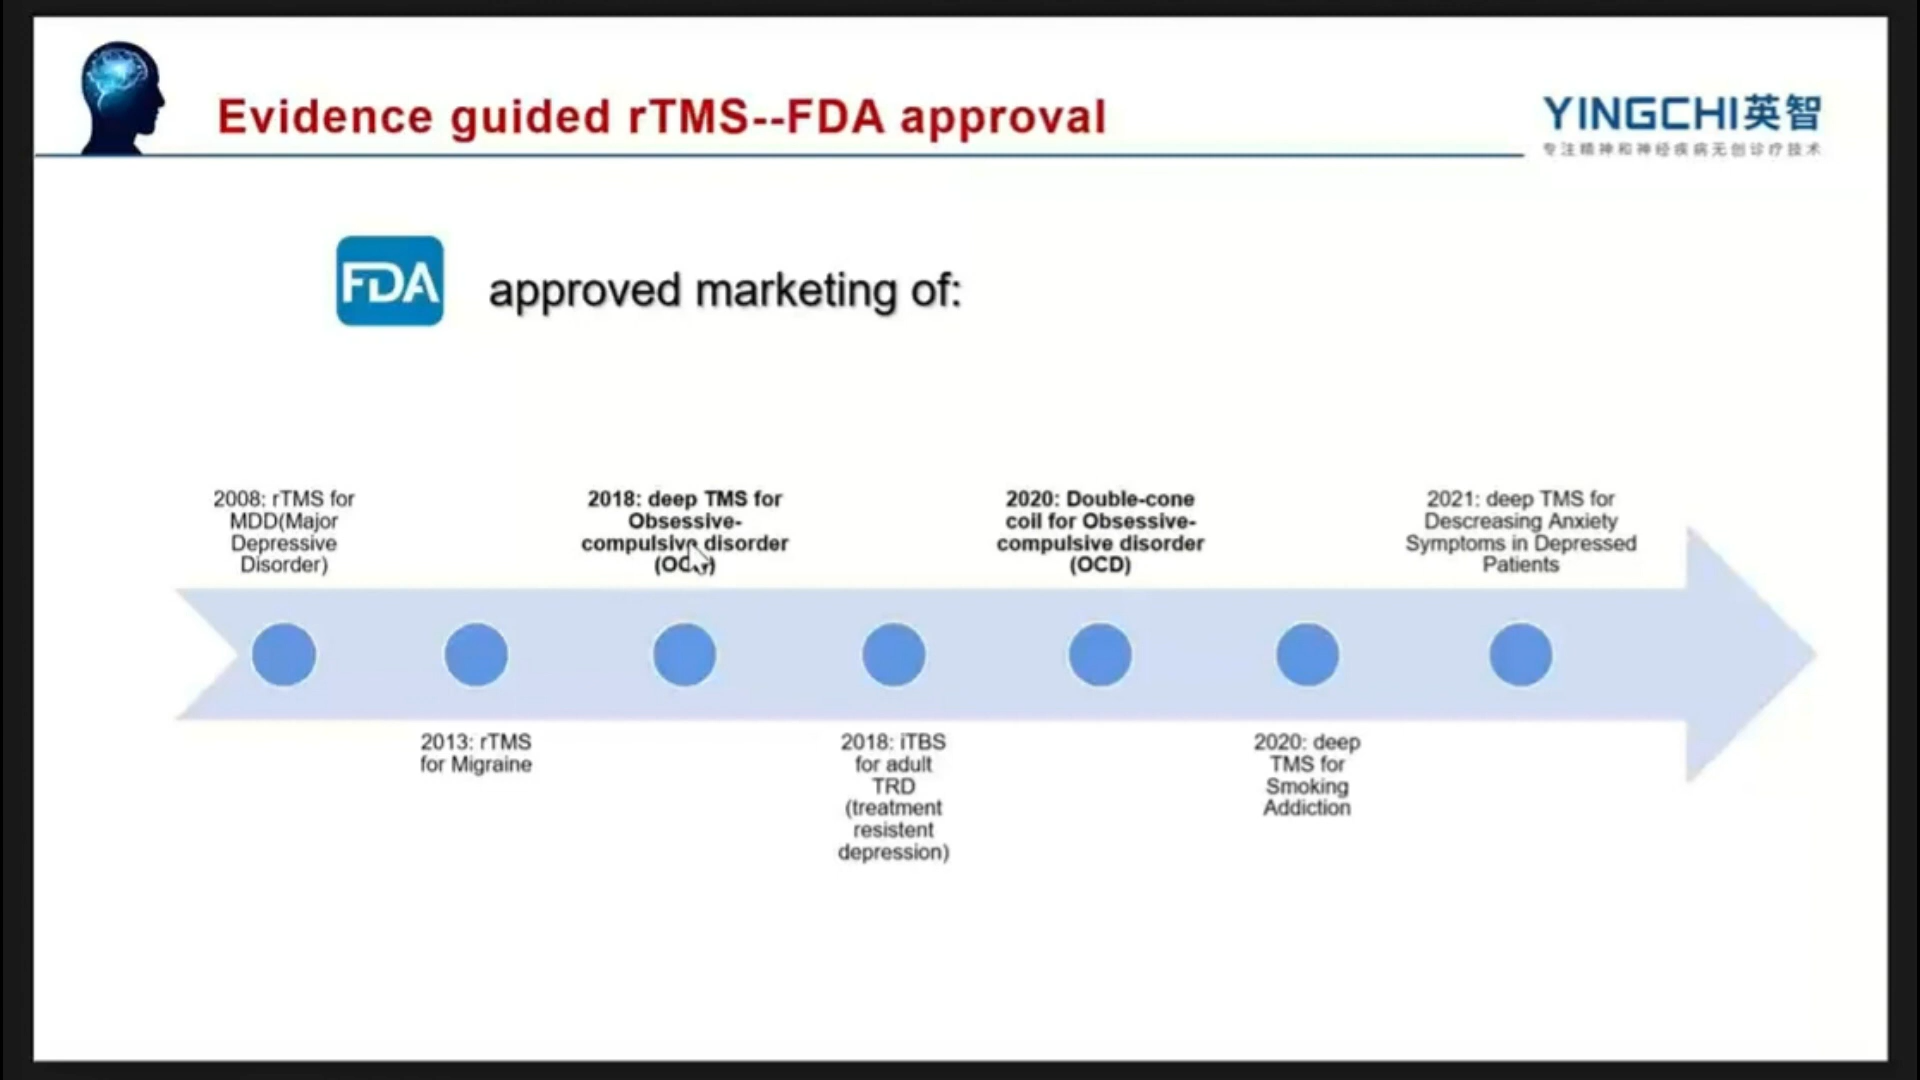 Evidence guided rTMS--FDA approval
YINGCHI英智
专注精神和神经疾病无创诊疗技术
FDA
approved marketing of:
2008: rTMS for
MDD(Major
Depressive
Disorder)
2013: rTMS
for Migraine
2018: deep TMS for
Obsessive-
compulsive disorder
(OCD)
2018: iTBS
for adult
TRD
(treatment
resistent
depression)
2020: Double-cone
coil for Obsessive-
compulsive disorder
(OCD)
2020: deep
TMS for
Smoking
Addiction
2021: deep TMS for
Descreasing Anxiety
Symptoms in Depressed
Patients